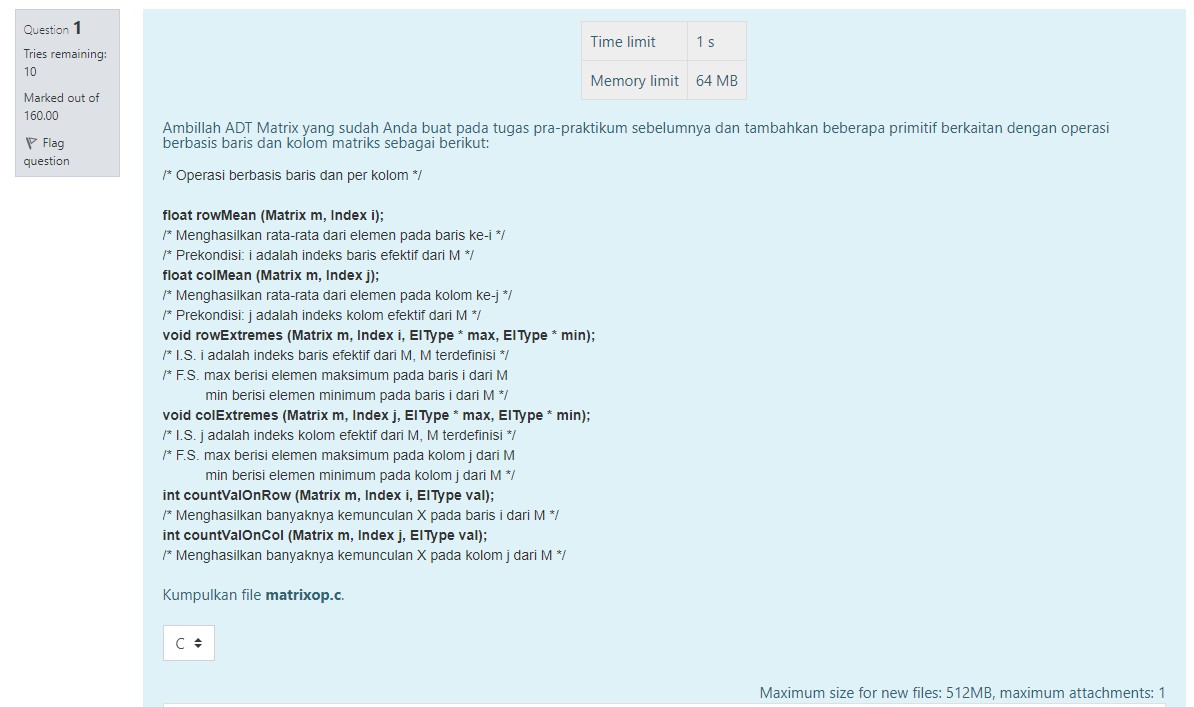 Question 1
Tries remaining:
10
Marked out of
160.00
Flag
question
Time limit 1 s
Memory limit 64 MB
Ambillah ADT Matrix yang sudah Anda buat pada tugas pra-praktikum sebelumnya dan tambahkan beberapa primitif berkaitan dengan operasi
berbasis baris dan kolom matriks sebagai berikut:
/* Operasi berbasis baris dan per kolom */
float rowMean (Matrix m, Index i);
/* Menghasilkan rata-rata dari elemen pada baris ke-i */
/* Prekondisi: i adalah indeks baris efektif dari M */
float colMean (Matrix m, Index j);
/* Menghasilkan rata-rata dari elemen pada kolom ke-j */
/* Prekondisi: j adalah indeks kolom efektif dari M */
void rowExtremes (Matrix m, Index i, ElType * max, ElType * min);
/* I.S. i adalah indeks baris efektif dari M, M terdefinisi */
/* F.S. max berisi elemen maksimum pada baris i dari M
min berisi elemen minimum pada baris i dari M */
void colExtremes (Matrix m, Index j, ElType * max, ElType * min);
/* I.S. j adalah indeks kolom efektif dari M, M terdefinisi */
/* F.S. max berisi elemen maksimum pada kolom j dari M
min berisi elemen minimum pada kolom j dari M */
int countValOnRow (Matrix m, Index i, ElType val);
/* Menghasilkan banyaknya kemunculan X pada baris i dari M */
int countValOnCol (Matrix m, Index j, ElType val);
/* Menghasilkan banyaknya kemunculan X pada kolom j dari M */
Kumpulkan file matrixop.c.
C
Maximum size for new files: 512MB, maximum attachments: 1